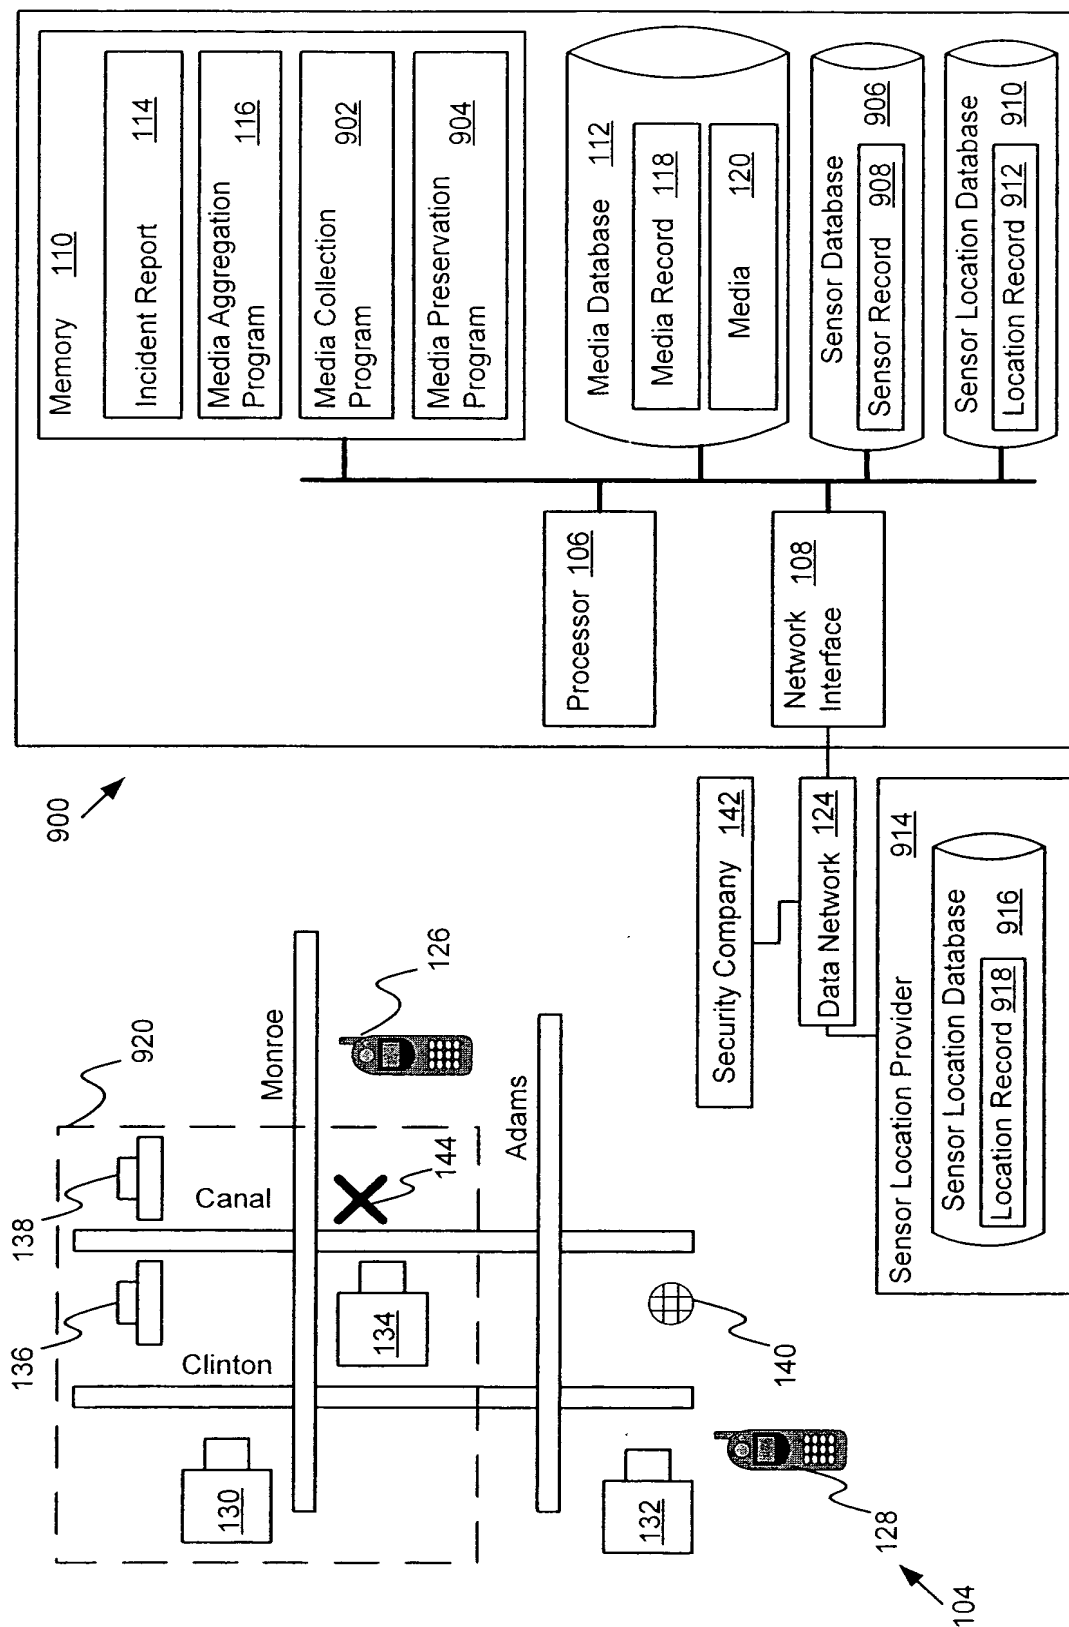 900
Memory 110
Incident Report 114
Media Aggregation 116
Program
Media Collection 902
Program
Media Preservation 904
Program
Media Database 112
Media Record 118
Media 120
Sensor Database 906
Sensor Record 908
Sensor Location Database 910
Location Record 912
Processor 106
Network 108
Interface
Security Company 142
Data Network 124
Sensor Location Provider 914
Sensor Location Database 916
Location Record 918
920
138
136
Canal
Clinton
Monroe
Adams
126
144
130
134
132
140
128
104